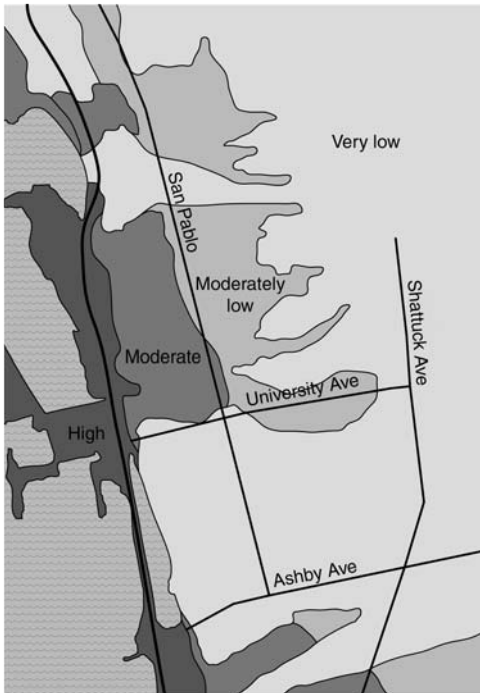 Very low
San Pablo
Shattuck Ave
Moderately
low
Moderate
University Ave
High
Ashby Ave